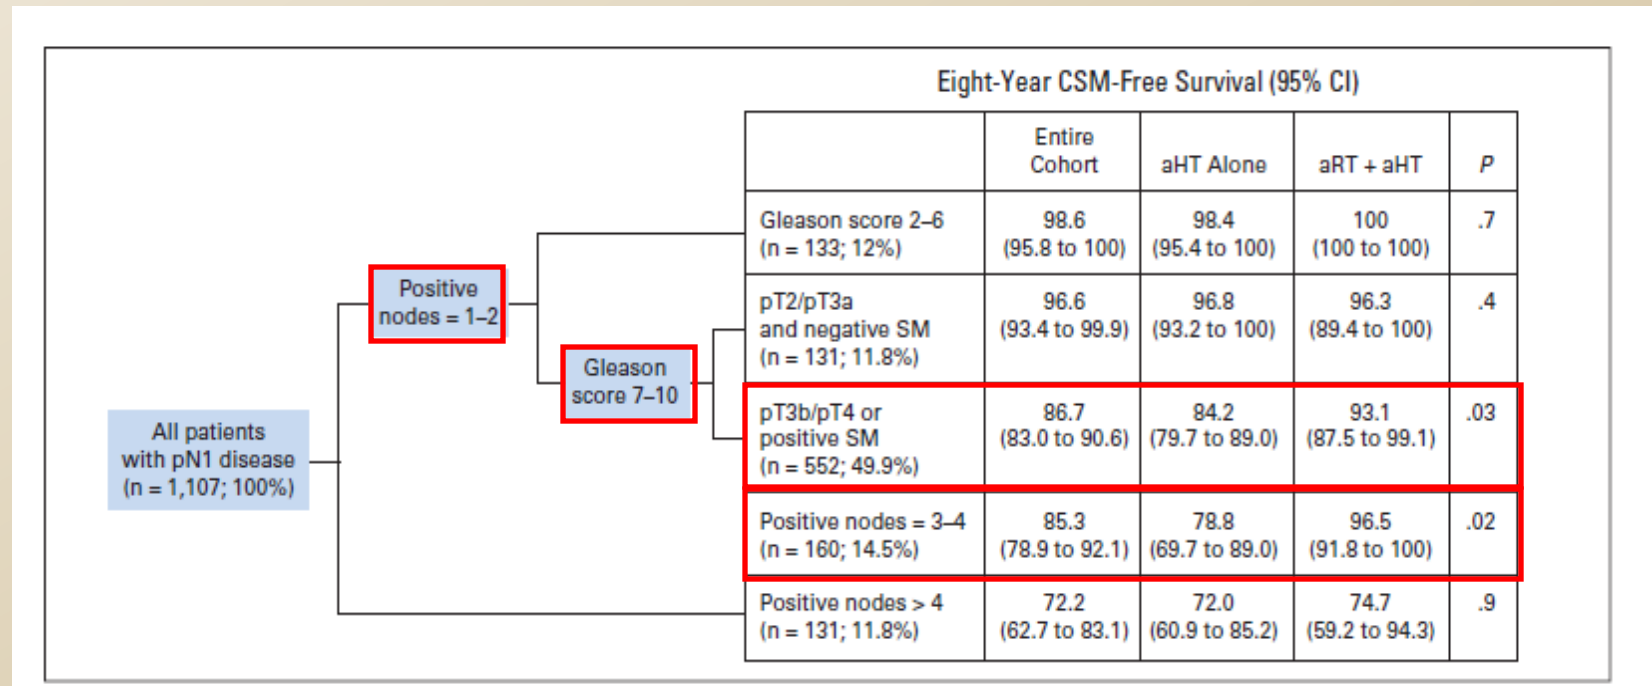 Eight-Year CSM-Free Survival (95% CI)
Entire
Cohort
aHT Alone
aRT + aHT
P
Gleason score 2–6
(n = 133; 12%)
98.6
(95.8 to 100)
98.4
(95.4 to 100)
100
(100 to 100)
.7
Positive
nodes = 1–2
pT2/pT3a
and negative SM
(n = 131; 11.8%)
96.6
(93.4 to 99.9)
96.8
(93.2 to 100)
96.3
(89.4 to 100)
.4
Gleason
score 7–10
pT3b/pT4 or
positive SM
(n = 552; 49.9%)
86.7
(83.0 to 90.6)
84.2
(79.7 to 89.0)
93.1
(87.5 to 99.1)
.03
All patients
with pN1 disease
(n = 1,107; 100%)
Positive nodes = 3–4
(n = 160; 14.5%)
85.3
(78.9 to 92.1)
78.8
(69.7 to 89.0)
96.5
(91.8 to 100)
.02
Positive nodes > 4
(n = 131; 11.8%)
72.2
(62.7 to 83.1)
72.0
(60.9 to 85.2)
74.7
(59.2 to 94.3)
.9